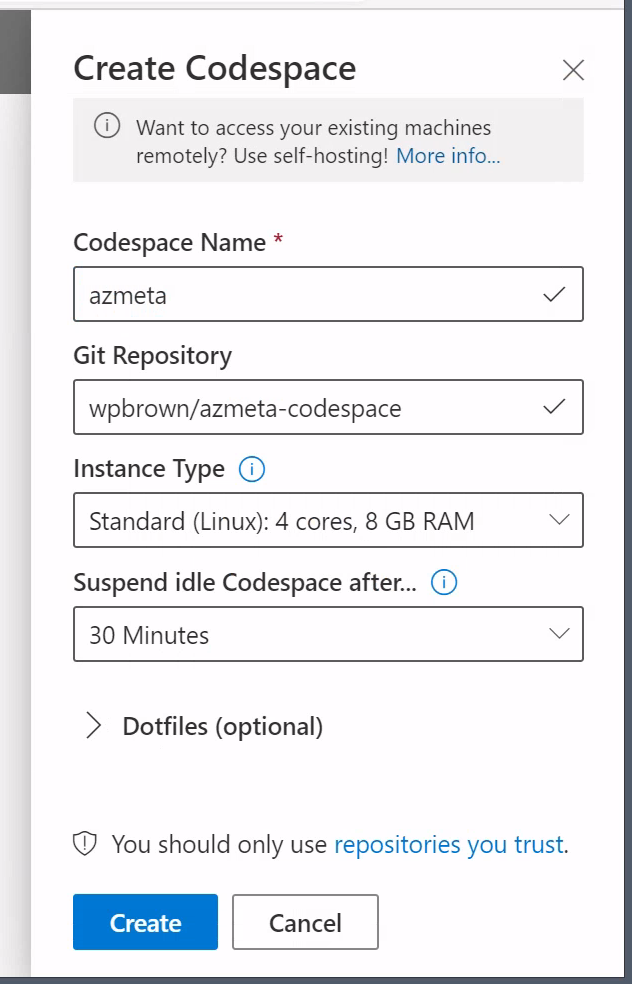 Create Codespace
Want to access your existing machines
remotely? Use self-hosting! More info...
Codespace Name *
azmeta
Git Repository
wpbrown/azmeta-codespace
Instance Type
Standard (Linux): 4 cores, 8 GB RAM
Suspend idle Codespace after...
30 Minutes
Dotfiles (optional)
You should only use repositories you trust.
Create Cancel